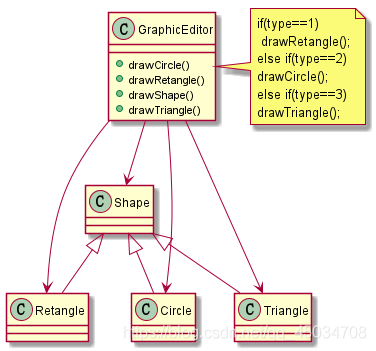 C GraphicEditor
drawCircle()
drawRetangle()
drawShape()
drawTriangle()
if(type==1)
drawRetangle();
else if(type==2)
drawCircle();
else if(type==3)
drawTriangle();
C Shape
C Retangle
C Circle
C Triangle